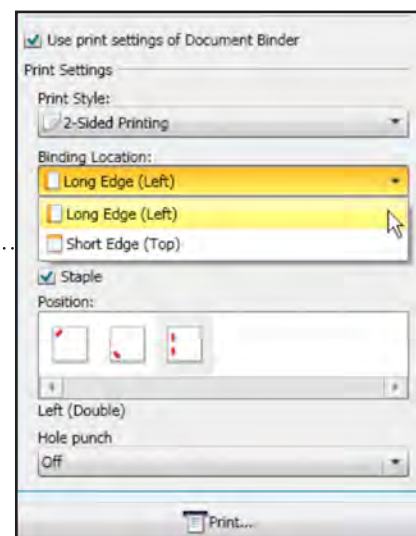 Use print settings of Document Binder
Print Settings
Print Style:
2-Sided Printing
Binding Location:
Long Edge (Left)
Long Edge (Left)
Short Edge (Top)
Staple
Position:
Left (Double)
Hole punch
Off
Print...